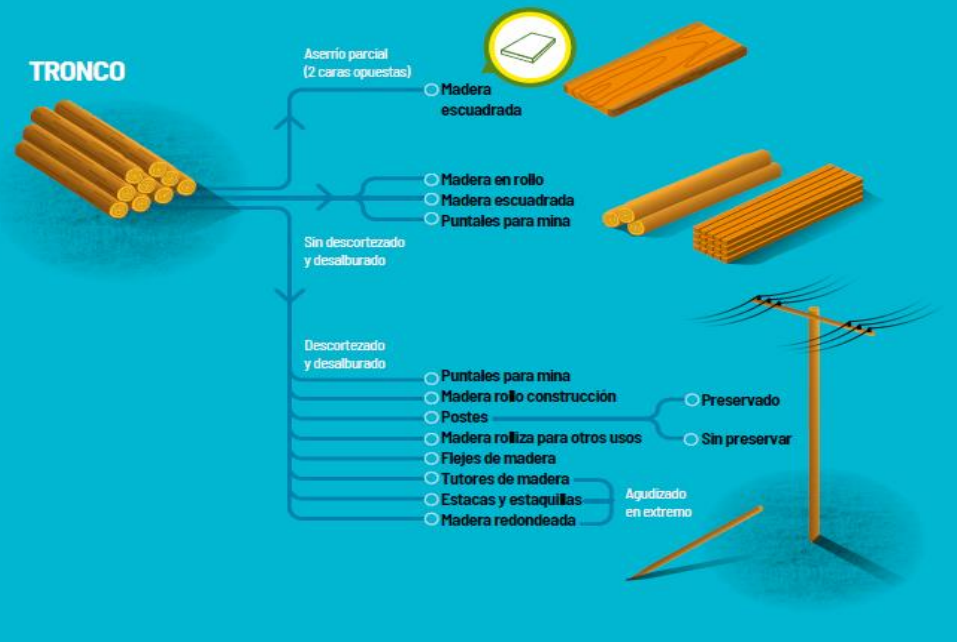 TRONCO
Aserrío parcial
(2 caras opuestas)
Madera
escuadrada
Madera en rollo
Madera escuadrada
Puntales para mina
Sin descortezado
y desalburado
Descortezado
y desalburado
Puntales para mina
Madera rollo construcción
Postes
Preservado
Sin preservar
Madera rolliza para otros usos
Flejes de madera
Tutores de madera
Estacas y estaquillas
Madera redondeada
Agudizado
en extremo